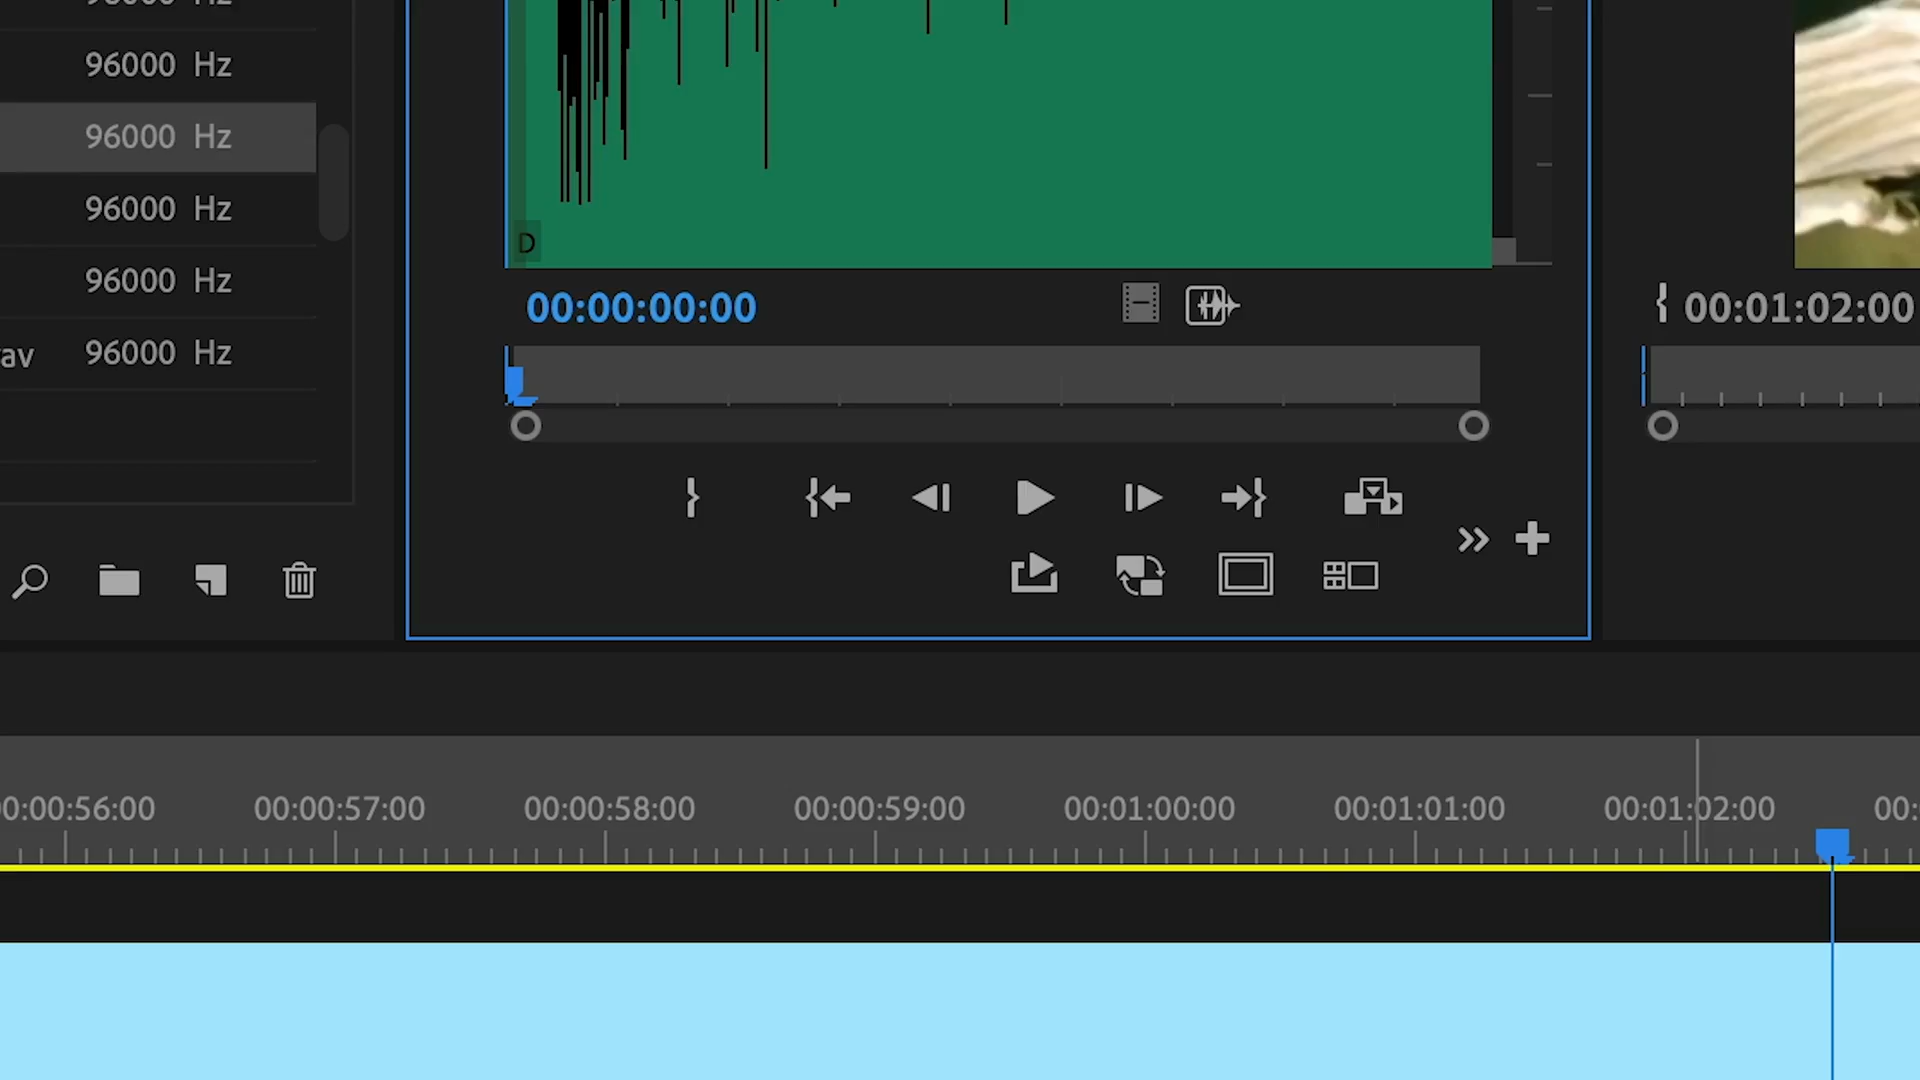 96000 Hz
96000 Hz
96000 Hz
96000 Hz
av 96000 Hz
D
00:00:00:00
00:01:02:00
00:00:56:00
00:00:57:00
00:00:58:00
00:00:59:00
00:01:00:00
00:01:01:00
00:01:02:00
00: